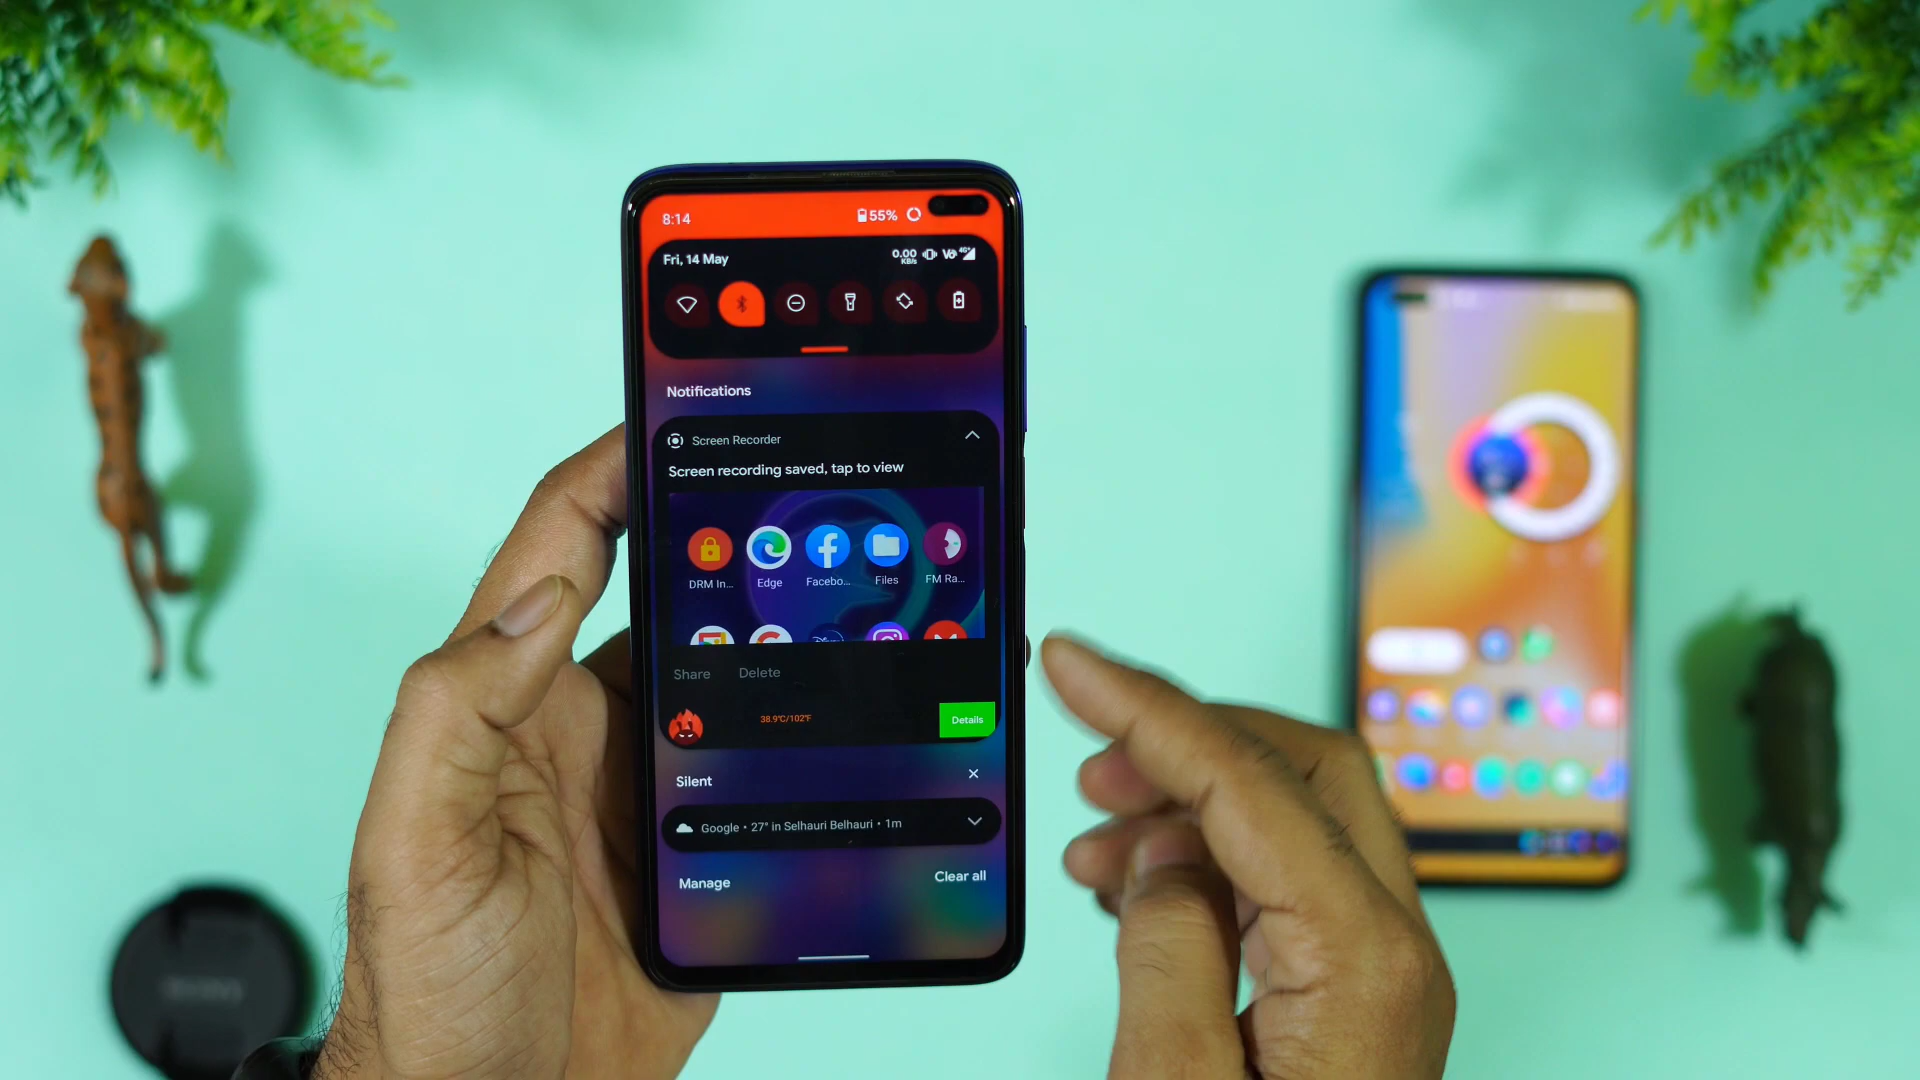 8:14
55%
Fri, 14 May
0.00
KB/s
4G+
Notifications
Screen Recorder
Screen recording saved, tap to view
DRM In...
Edge
Facebo...
Files
FM Ra...
Share
Delete
38.9°C/102°F
Details
Silent
Google • 27° in Selhauri Belhauri • 1m
Manage
Clear all